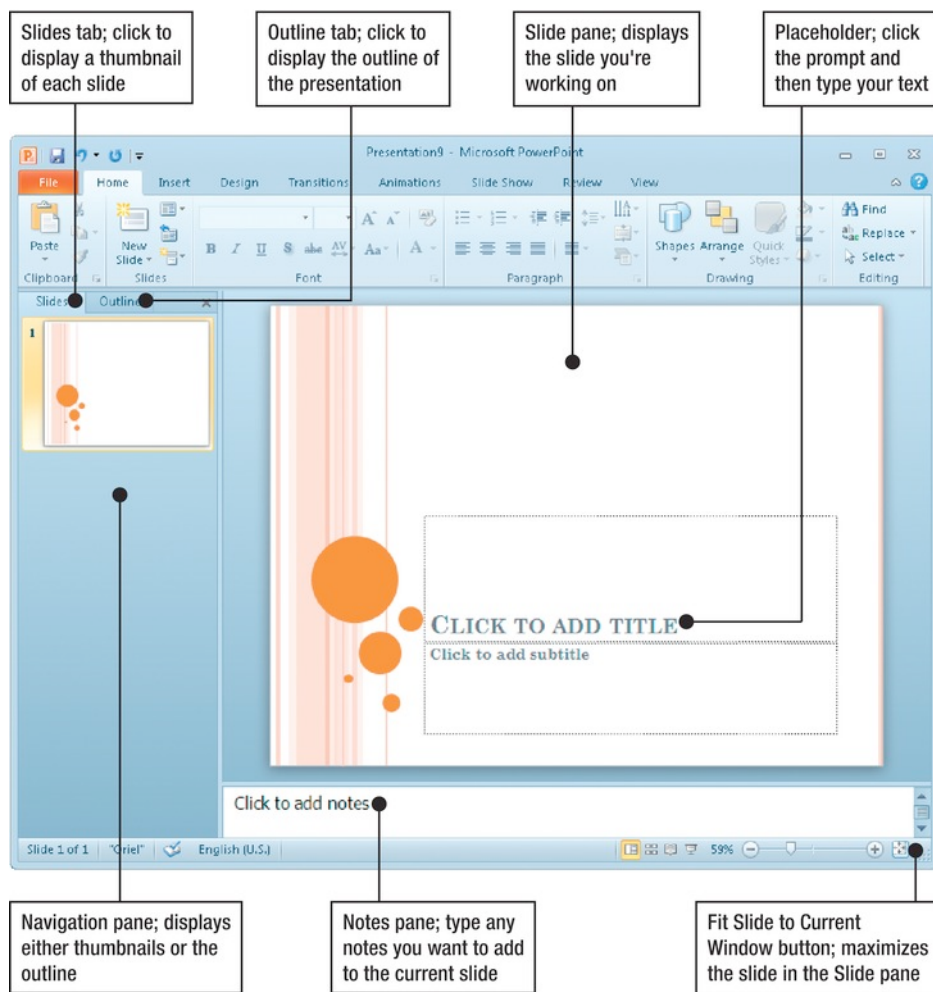 Slides tab; click to
display a thumbnail
of each slide
Outline tab; click to
display the outline of
the presentation
Slide pane; displays
the slide you're
working on
Placeholder; click
the prompt and
then type your text
Presentation9 - Microsoft PowerPoint
File Home Insert Design Transitions Animations Slide Show Review View
Paste
New
Slide
B I U S abc AV Aa A
Shapes Arrange Quick
Styles
Find
Replace
Select
Clipboard Slides Font Paragraph Drawing Editing
Slides Outline
1
CLICK TO ADD TITLE
Click to add subtitle
Click to add notes
Slide 1 of 1 "Oriel" English (U.S.) 59%
Navigation pane; displays
either thumbnails or the
outline
Notes pane; type any
notes you want to add
to the current slide
Fit Slide to Current
Window button; maximizes
the slide in the Slide pane